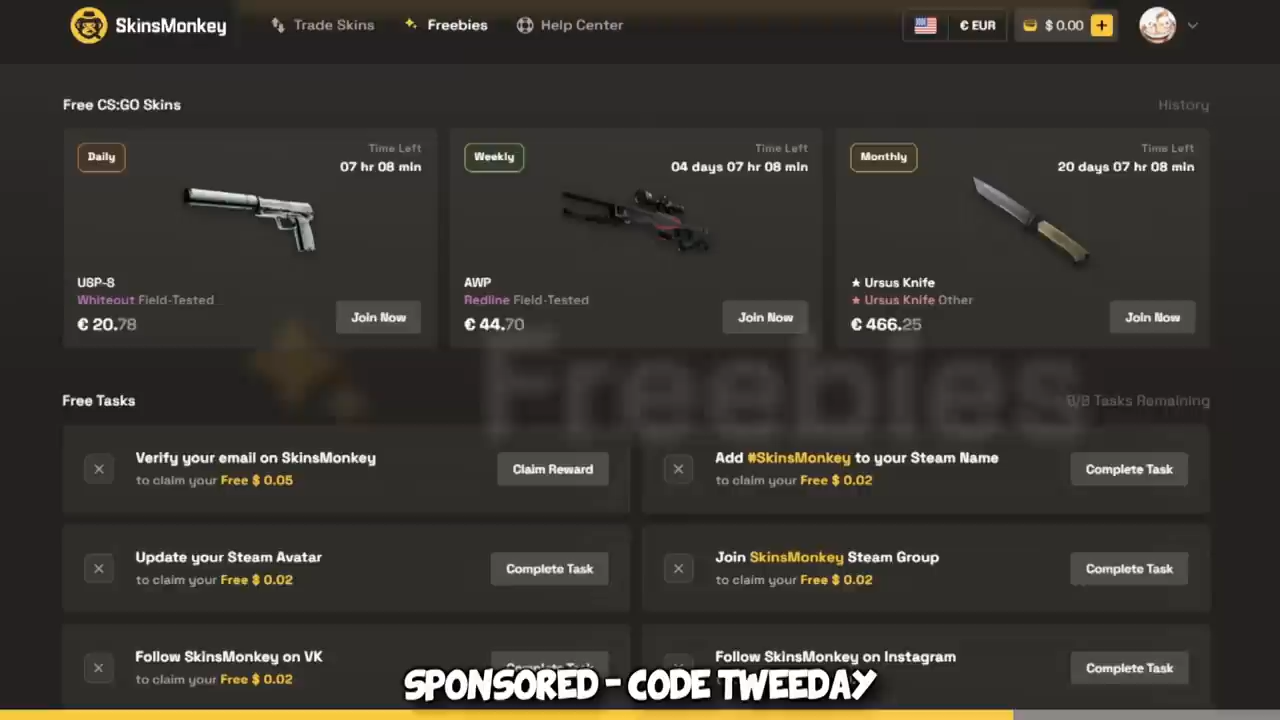 SkinsMonkey
Trade Skins
Freebies
Help Center
€ EUR
$ 0.00 +
Free CS:GO Skins
History
Daily
Time Left
07 hr 08 min
USP-S
Whiteout Field-Tested
€ 20.78
Join Now
Weekly
Time Left
04 days 07 hr 08 min
AWP
Redline Field-Tested
€ 44.70
Join Now
Monthly
Time Left
20 days 07 hr 08 min
★ Ursus Knife
★ Ursus Knife Other
€ 466.25
Join Now
Freebies
Free Tasks
Tasks Remaining
Verify your email on SkinsMonkey
to claim your Free $ 0.05
Claim Reward
Add #SkinsMonkey to your Steam Name
to claim your Free $ 0.02
Complete Task
Update your Steam Avatar
to claim your Free $ 0.02
Complete Task
Join SkinsMonkey Steam Group
to claim your Free $ 0.02
Complete Task
Follow SkinsMonkey on VK
to claim your Free $ 0.02
Complete Task
Follow SkinsMonkey on Instagram
Complete Task
SPONSORED - CODE TWEEDAY